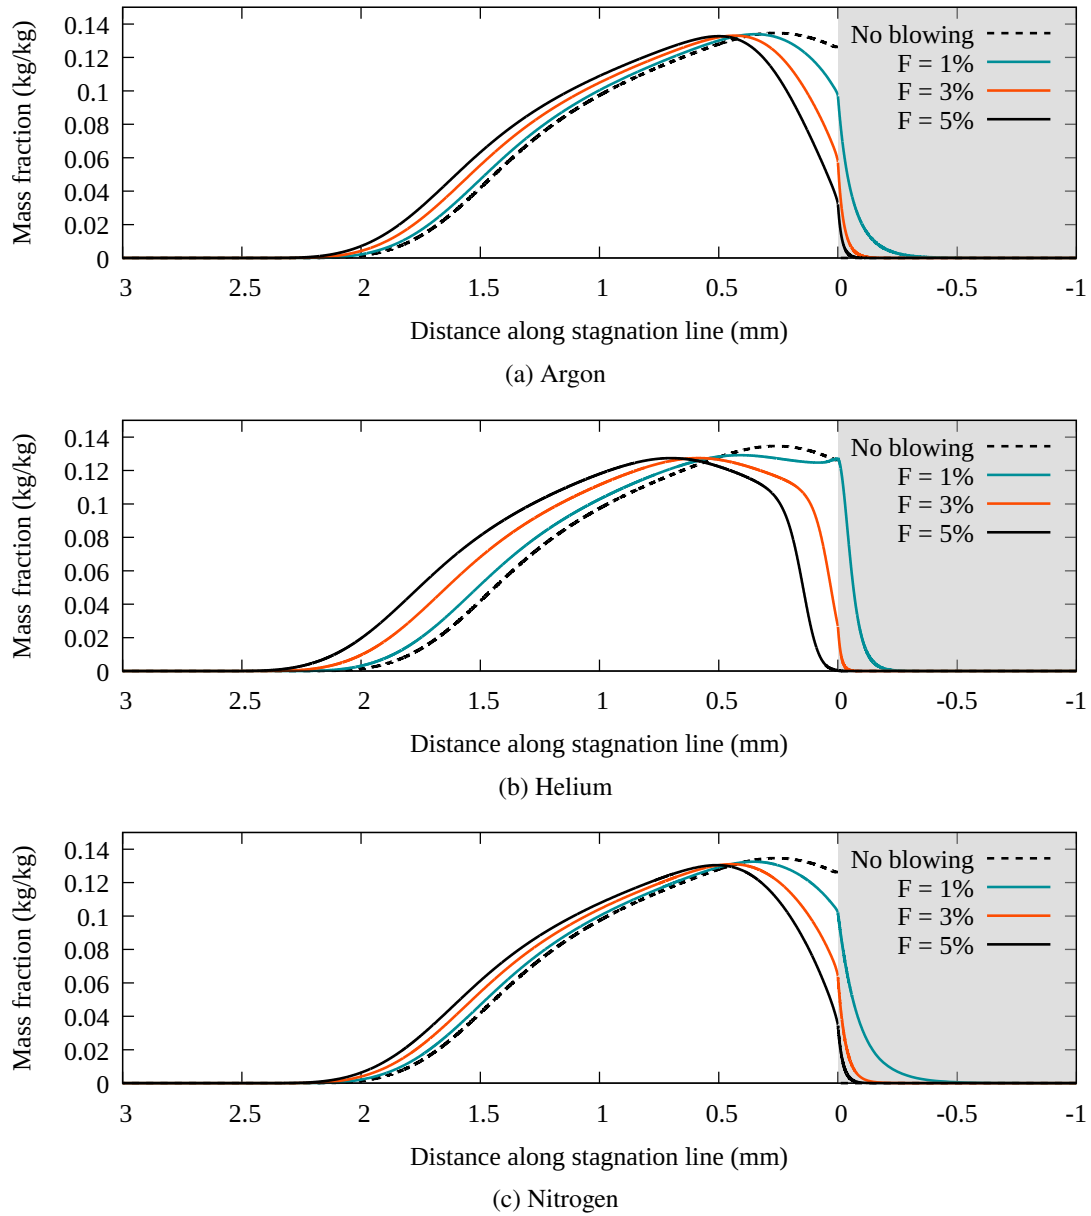 Mass fraction (kg/kg)
0.14
0.12
0.1
0.08
0.06
0.04
0.02
0
No blowing
F = 1%
F = 3%
F = 5%
3 2.5 2 1.5 1 0.5 0 -0.5 -1
Distance along stagnation line (mm)
(a) Argon
Mass fraction (kg/kg)
0.14
0.12
0.1
0.08
0.06
0.04
0.02
0
No blowing
F = 1%
F = 3%
F = 5%
3 2.5 2 1.5 1 0.5 0 -0.5 -1
Distance along stagnation line (mm)
(b) Helium
Mass fraction (kg/kg)
0.14
0.12
0.1
0.08
0.06
0.04
0.02
0
No blowing
F = 1%
F = 3%
F = 5%
3 2.5 2 1.5 1 0.5 0 -0.5 -1
Distance along stagnation line (mm)
(c) Nitrogen